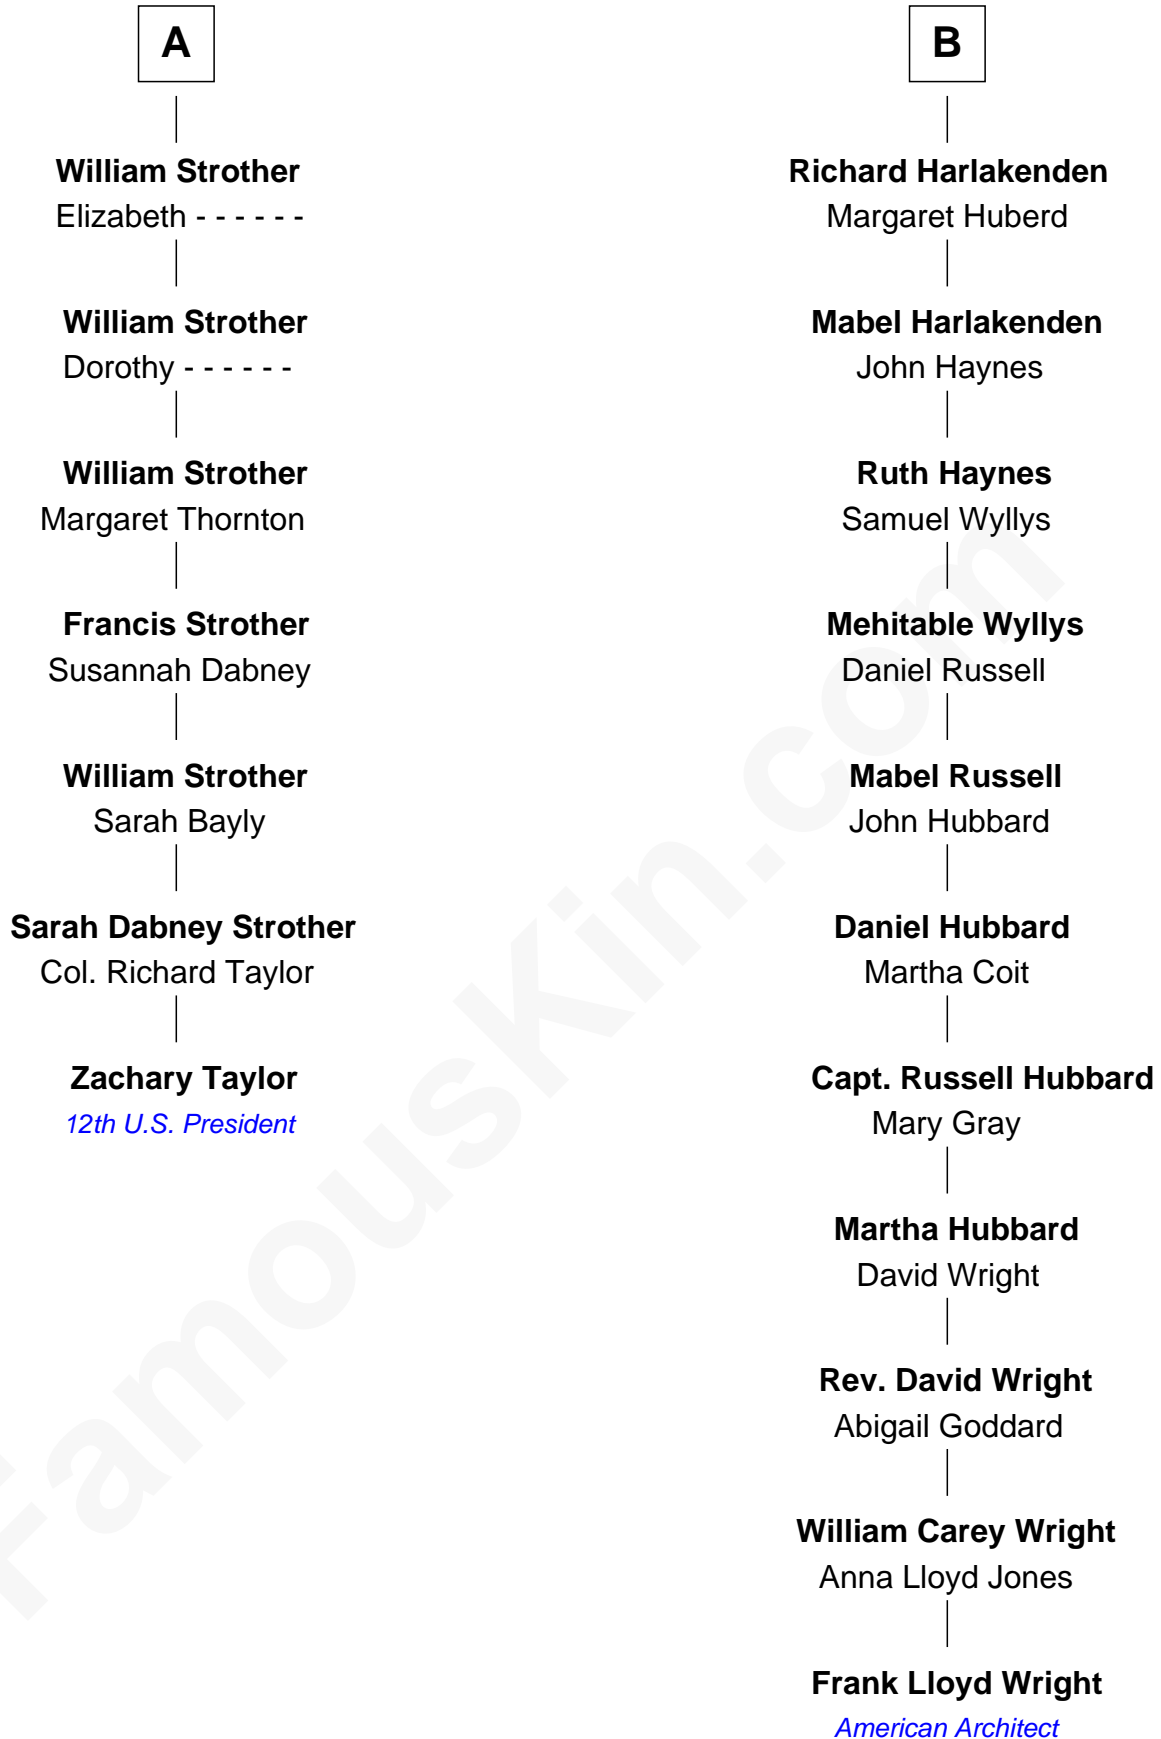 A
William Strother
Elizabeth - - - - - -
William Strother
Dorothy - - - - - -
William Strother
Margaret Thornton
Francis Strother
Susannah Dabney
William Strother
Sarah Bayly
Sarah Dabney Strother
Col. Richard Taylor
Zachary Taylor
12th U.S. President
B
Richard Harlakenden
Margaret Huberd
Mabel Harlakenden
John Haynes
Ruth Haynes
Samuel Wyllys
Mehitable Wyllys
Daniel Russell
Mabel Russell
John Hubbard
Daniel Hubbard
Martha Coit
Capt. Russell Hubbard
Mary Gray
Martha Hubbard
David Wright
Rev. David Wright
Abigail Goddard
William Carey Wright
Anna Lloyd Jones
Frank Lloyd Wright
American Architect
FamousKin.com